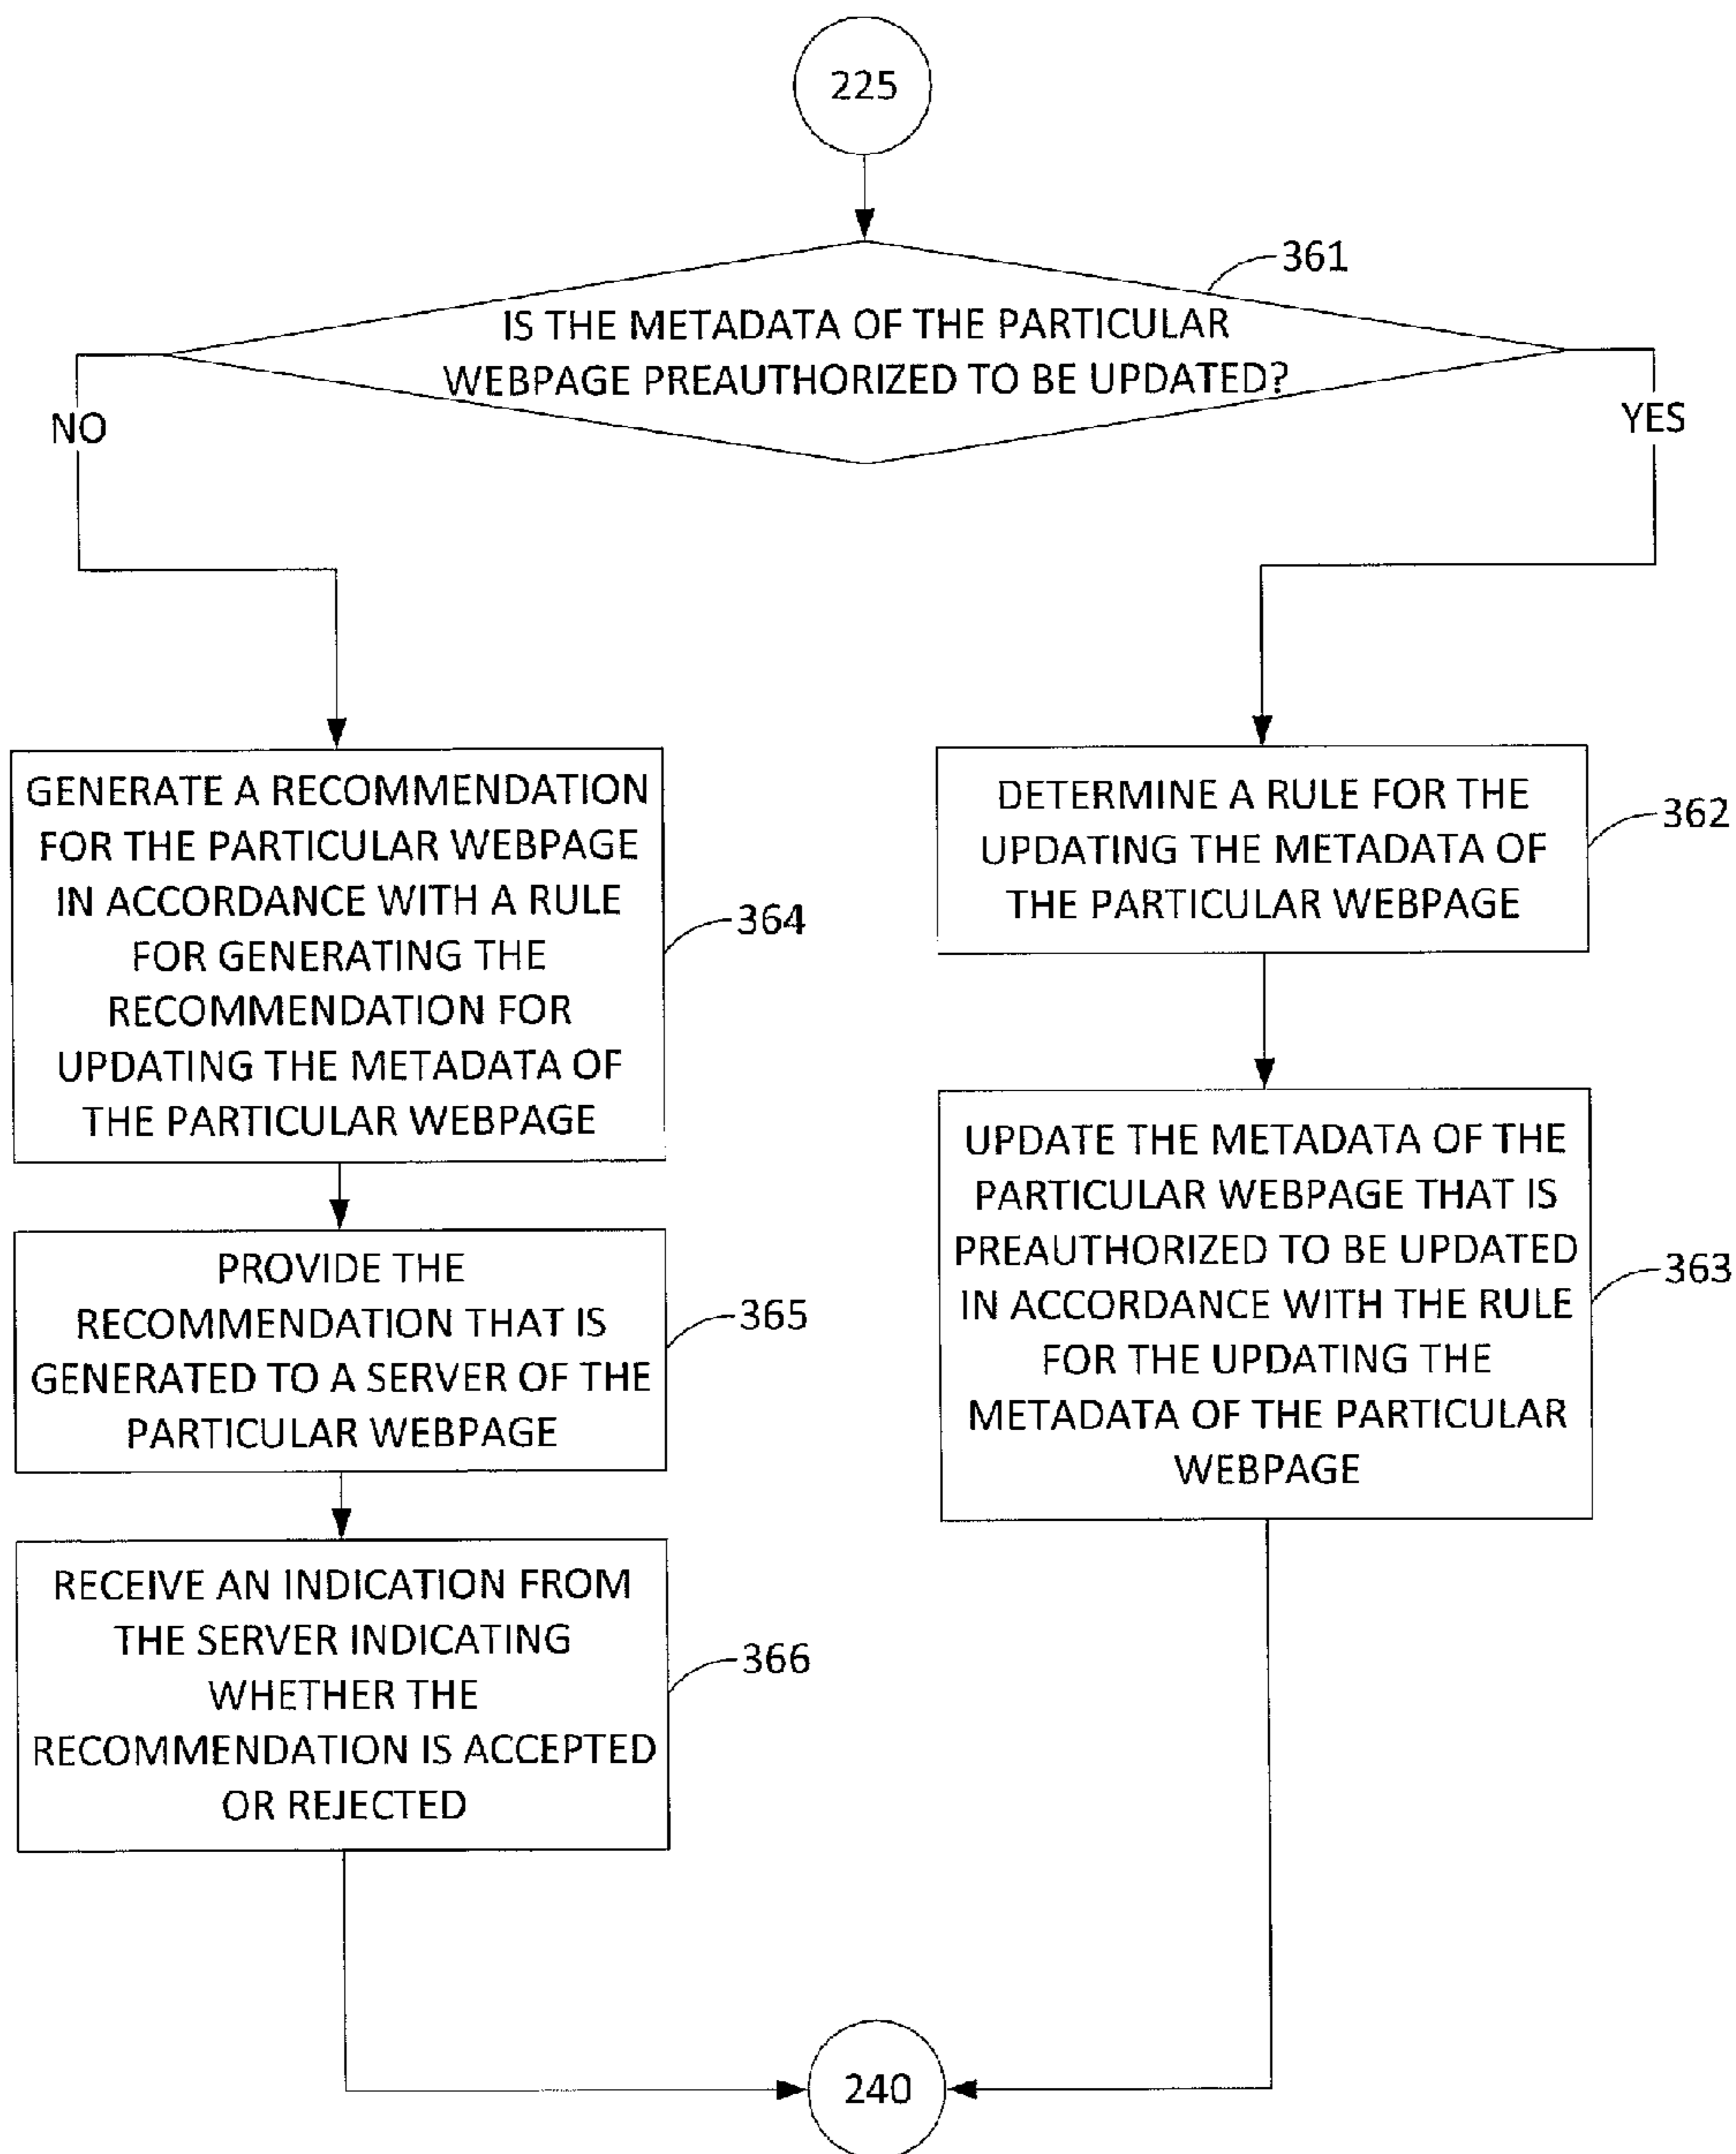 225
361
IS THE METADATA OF THE PARTICULAR
WEBPAGE PREAUTHORIZED TO BE UPDATED?
NO
YES
GENERATE A RECOMMENDATION
FOR THE PARTICULAR WEBPAGE
IN ACCORDANCE WITH A RULE
FOR GENERATING THE
RECOMMENDATION FOR
UPDATING THE METADATA OF
THE PARTICULAR WEBPAGE
364
DETERMINE A RULE FOR THE
UPDATING THE METADATA OF
THE PARTICULAR WEBPAGE
362
PROVIDE THE
RECOMMENDATION THAT IS
GENERATED TO A SERVER OF THE
PARTICULAR WEBPAGE
365
UPDATE THE METADATA OF THE
PARTICULAR WEBPAGE THAT IS
PREAUTHORIZED TO BE UPDATED
IN ACCORDANCE WITH THE RULE
FOR THE UPDATING THE
METADATA OF THE PARTICULAR
WEBPAGE
363
RECEIVE AN INDICATION FROM
THE SERVER INDICATING
WHETHER THE
RECOMMENDATION IS ACCEPTED
OR REJECTED
366
240